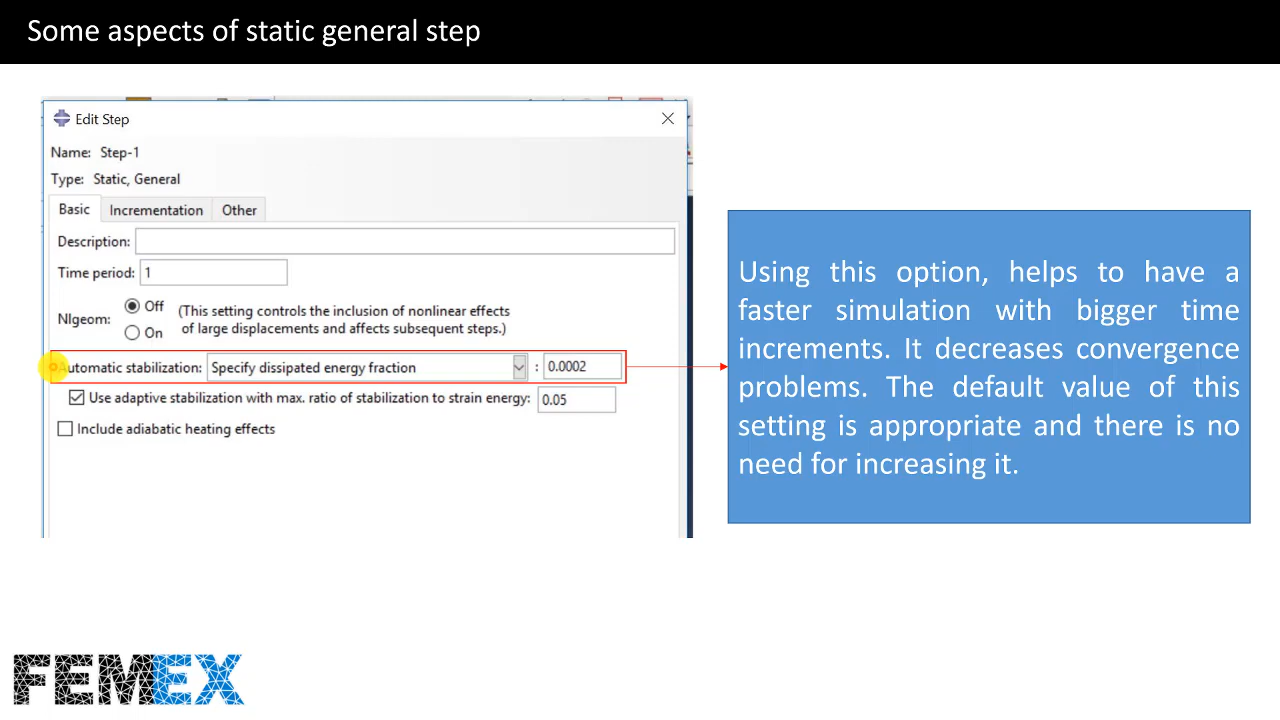 Some aspects of static general step
Edit Step
Name: Step-1
Type: Static, General
Basic Incrementation Other
Description:
Time period: 1
Nlgeom: Off (This setting controls the inclusion of nonlinear effects
On of large displacements and affects subsequent steps.)
Automatic stabilization: Specify dissipated energy fraction : 0.0002
Use adaptive stabilization with max. ratio of stabilization to strain energy: 0.05
Include adiabatic heating effects
Using this option, helps to have a
faster simulation with bigger time
increments. It decreases convergence
problems. The default value of this
setting is appropriate and there is no
need for increasing it.
FEMEX